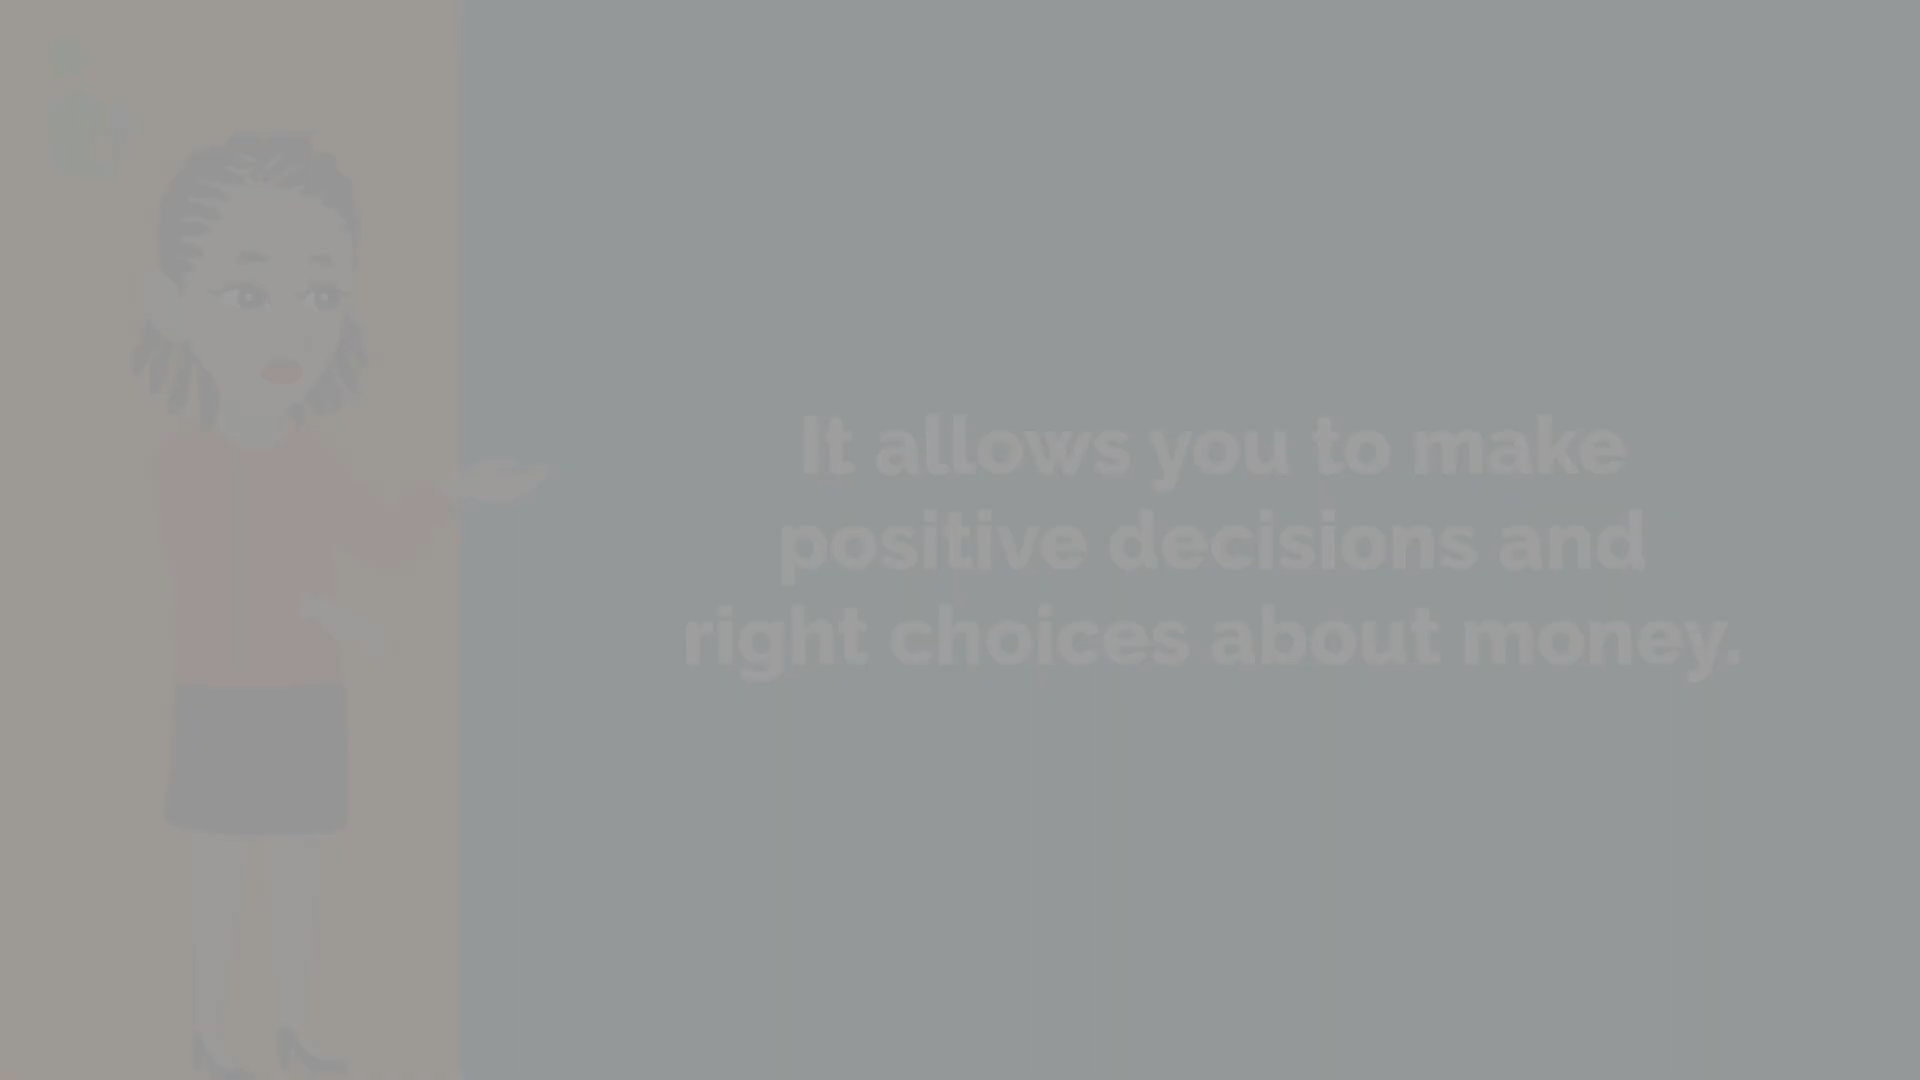 It allows you to make
positive decisions and
right choices about money.